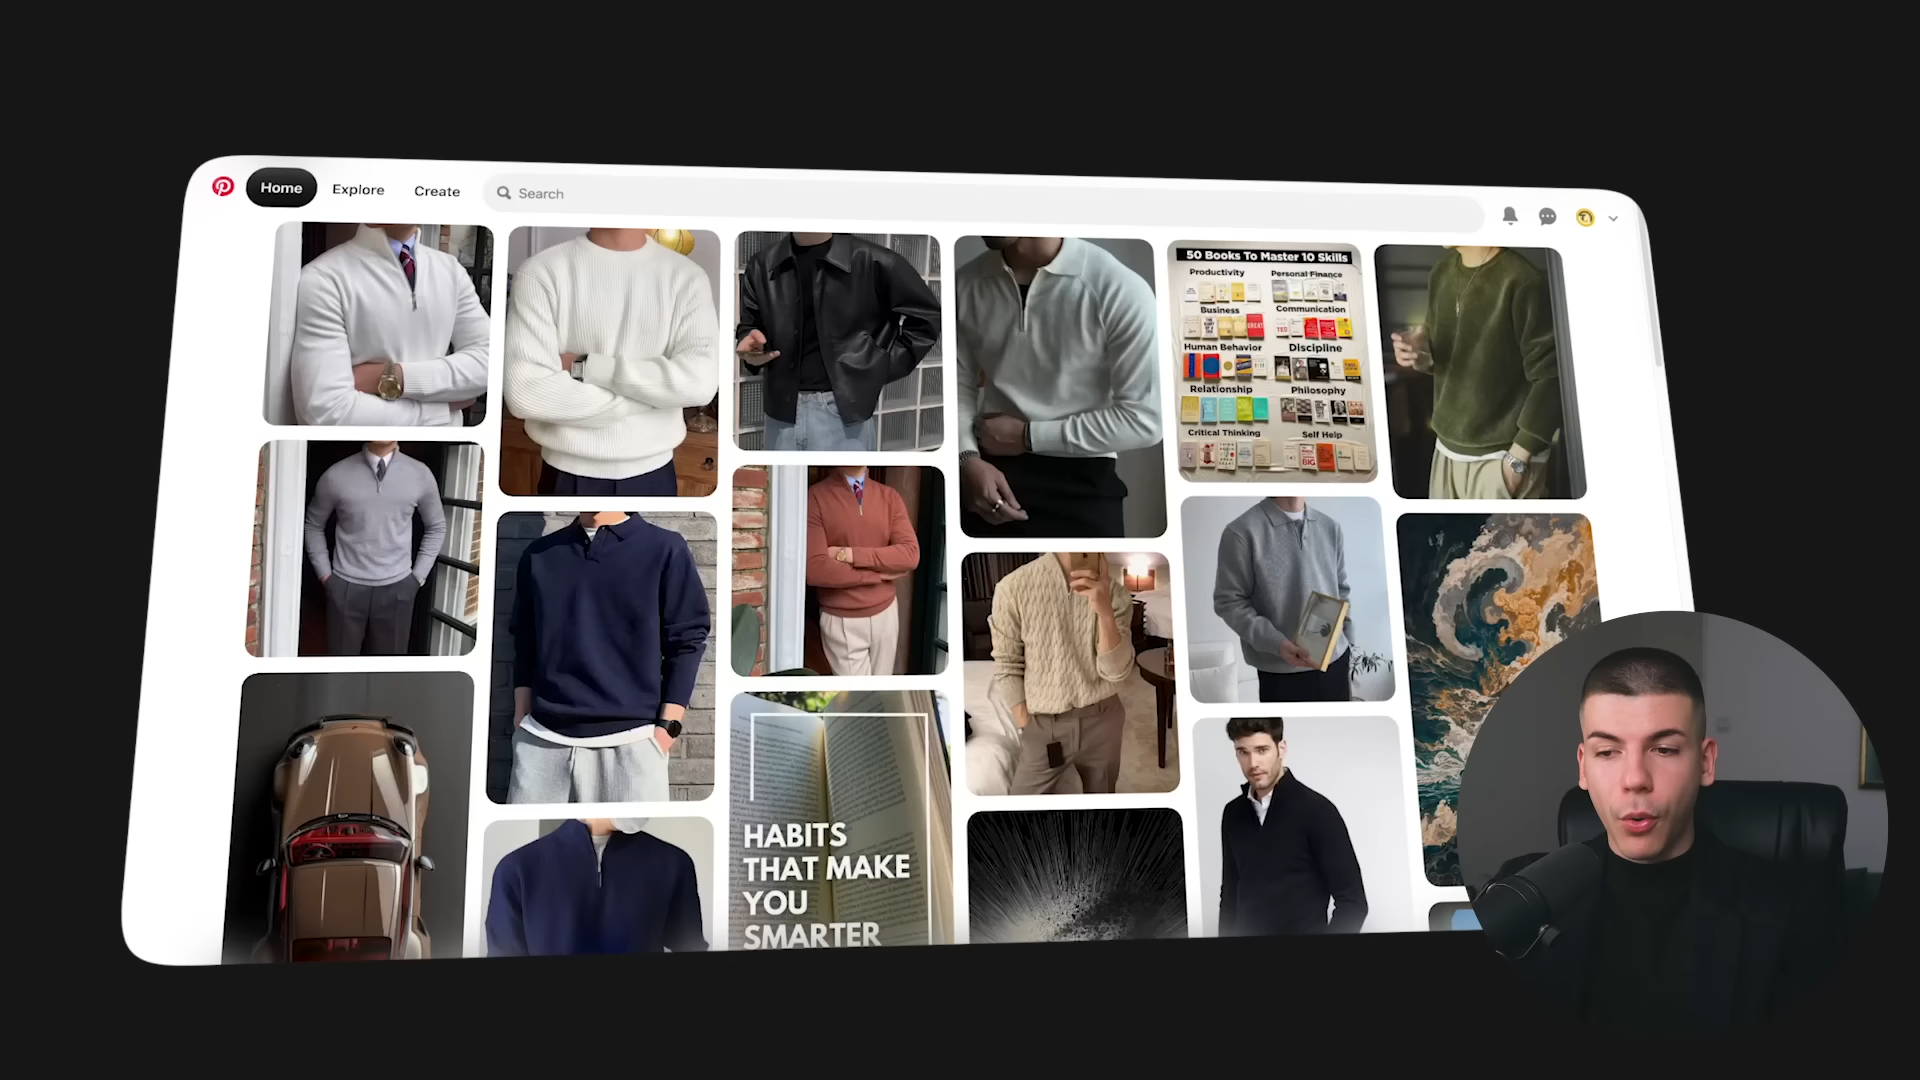 Home
Explore
Create
Search
50 Books To Master 10 Skills
Productivity
Personal Finance
Business
Communication
Human Behavior
Discipline
Relationship
Philosophy
Critical Thinking
Self Help
HABITS
THAT MAKE
YOU
SMARTER